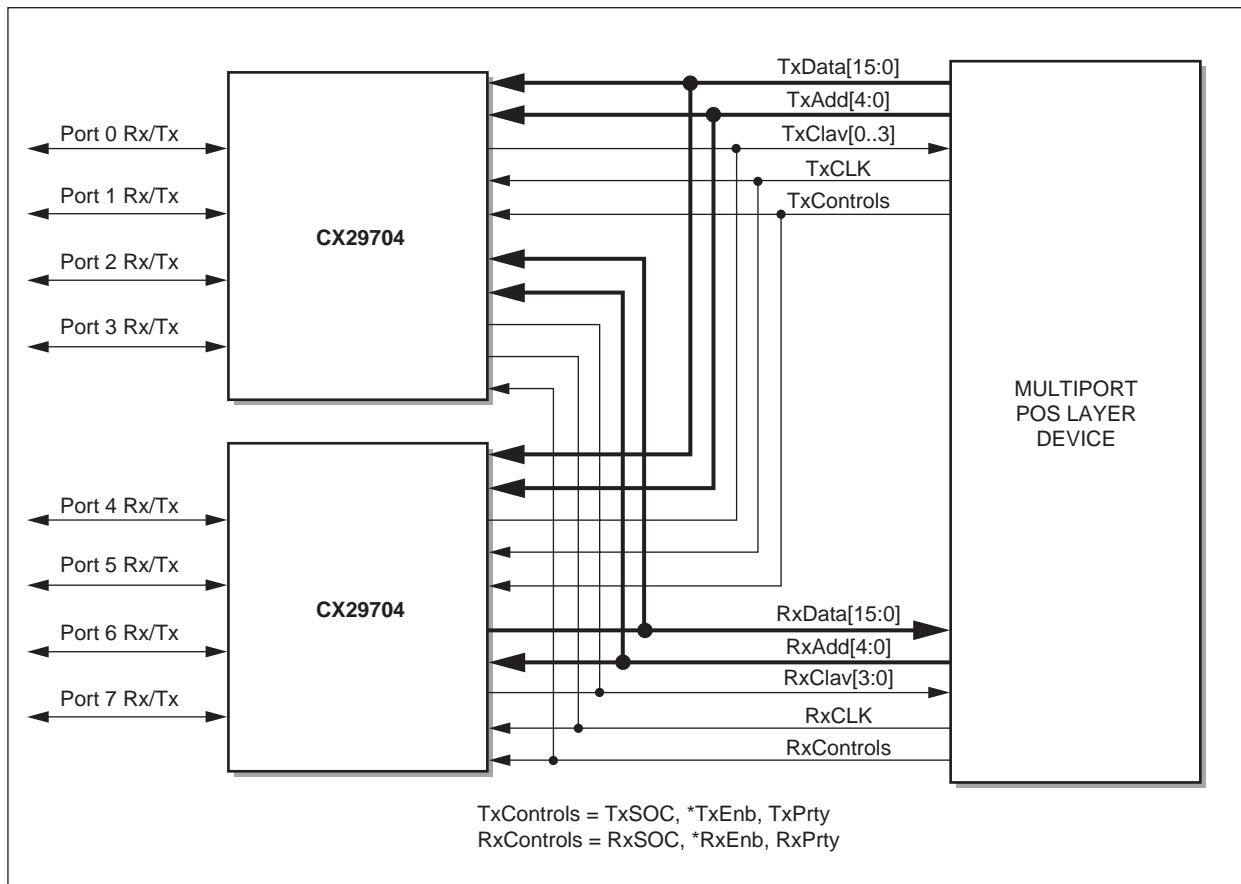 TxData[15:0]
TxAdd[4:0]
TxClav[0..3]
TxCLK
TxControls
Port 0 Rx/Tx
Port 1 Rx/Tx
Port 2 Rx/Tx
Port 3 Rx/Tx
CX29704
MULTIPORT
POS LAYER
DEVICE
Port 4 Rx/Tx
Port 5 Rx/Tx
Port 6 Rx/Tx
Port 7 Rx/Tx
CX29704
RxData[15:0]
RxAdd[4:0]
RxClav[3:0]
RxCLK
RxControls
TxControls = TxSOC, *TxEnb, TxPrty
RxControls = RxSOC, *RxEnb, RxPrty